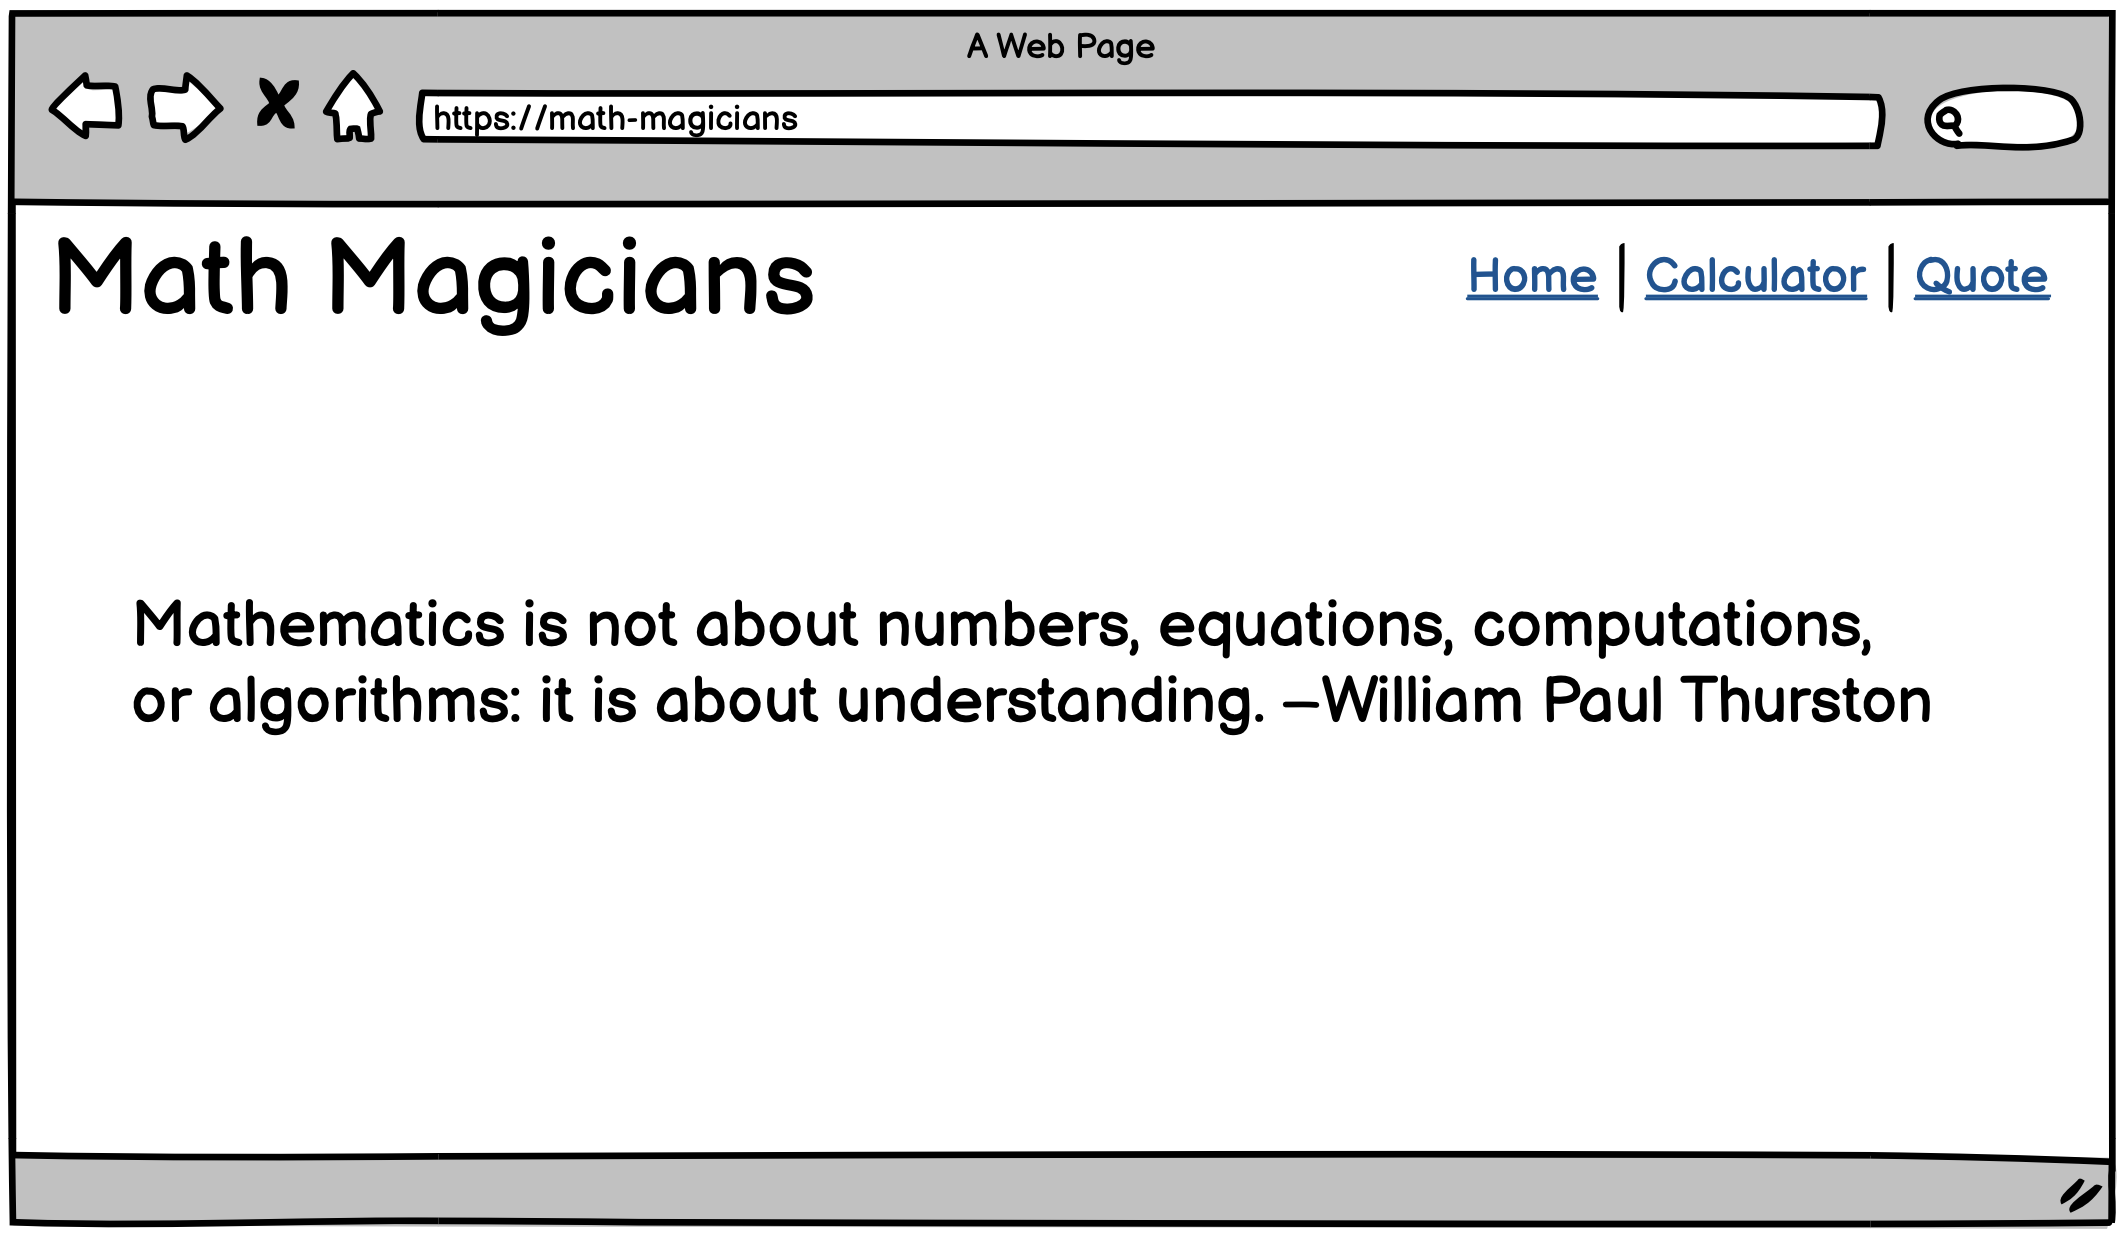 A Web Page
https://math-magicians
Math Magicians
Home | Calculator | Quote
Mathematics is not about numbers, equations, computations,
or algorithms: it is about understanding. —William Paul Thurston